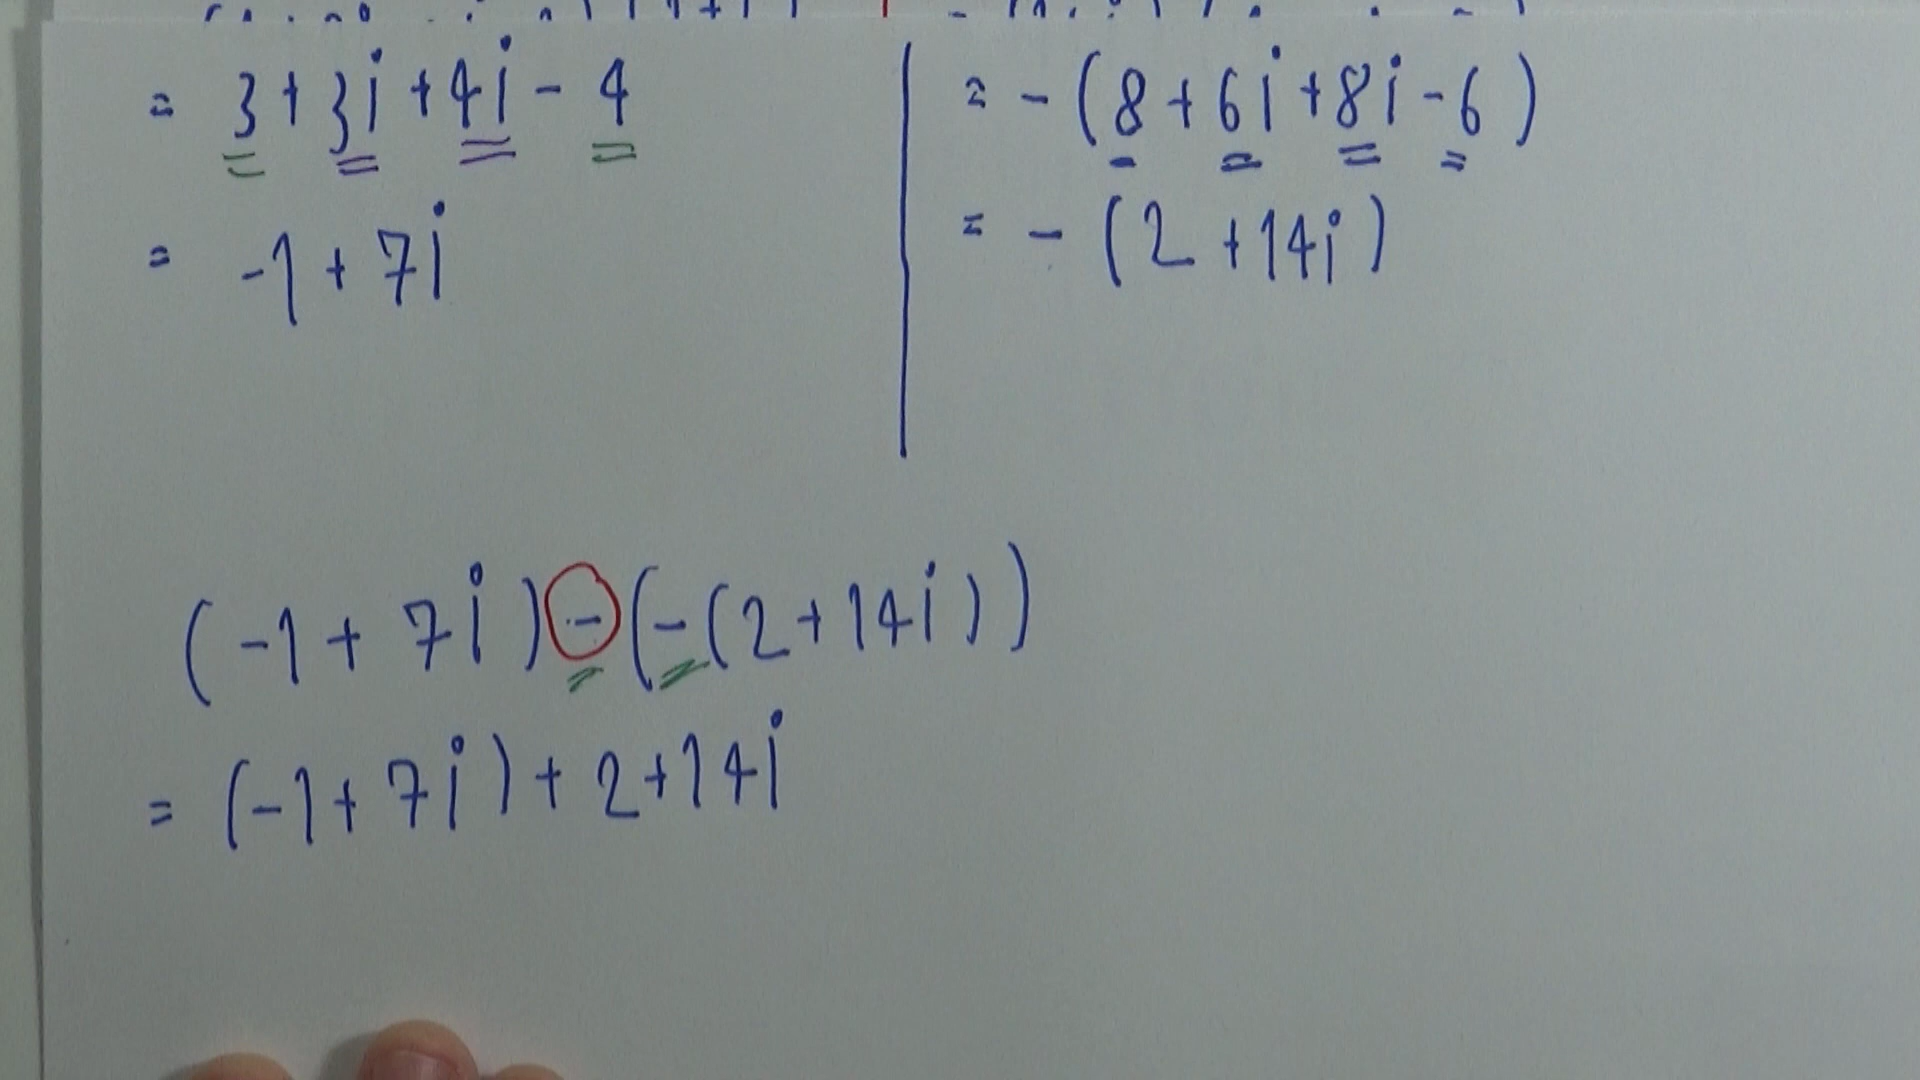 = 3 + 3i + 4i - 4
= -1 + 7i
= - (8 + 6i + 8i - 6)
= - (2 + 14i)
(-1 + 7i) - (-(2 + 14i))
= (-1 + 7i) + 2 + 14i